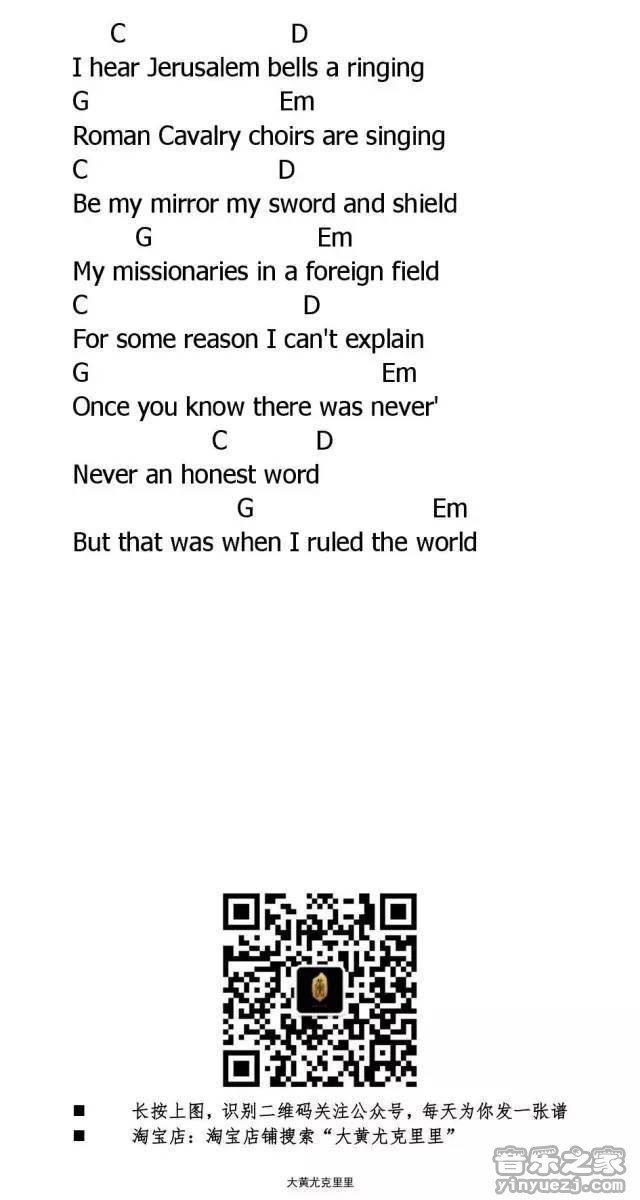 C D
I hear Jerusalem bells a ringing
G Em
Roman Cavalry choirs are singing
C D
Be my mirror my sword and shield
G Em
My missionaries in a foreign field
C D
For some reason I can't explain
G Em
Once you know there was never'
C D
Never an honest word
G Em
But that was when I ruled the world
■ 长按上图，识别二维码关注公众号，每天为你发一张谱
■ 淘宝店：淘宝店铺搜索“大黄尤克里里”
大黄尤克里里
音乐之家
yinyuezj.com